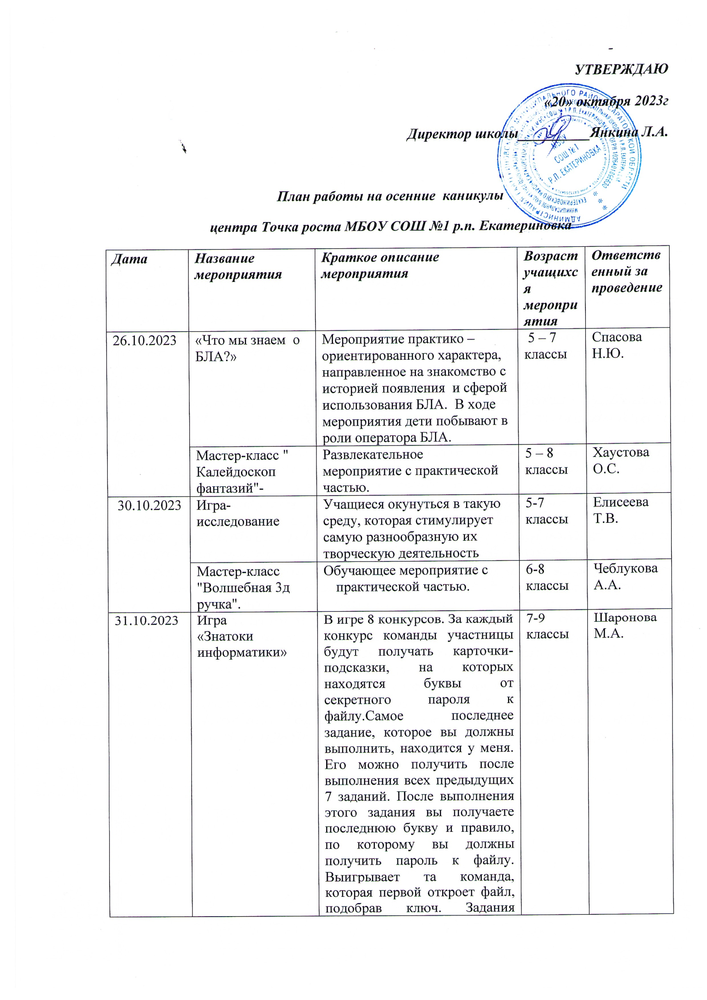 УТВЕРЖДАЮ
«20» октября 2023г
Директор школы__________Янкина Л.А.
МБОУ
СОШ №1
Р.П. ЕКАТЕРИНОВКА
План работы на осенние  каникулы
центра Точка роста МБОУ СОШ №1 р.п. Екатериновка
Дата
Название
мероприятия
Краткое описание
мероприятия
Возраст
учащихс
я
меропри
ятия
Ответств
енный за
проведение
26.10.2023
«Что мы знаем  о
БЛА?»
Мероприятие практико –
ориентированного характера,
направленное на знакомство с
историей появления  и сферой
использования БЛА.  В ходе
мероприятия дети побывают в
роли оператора БЛА.
5 – 7
классы
Спасова
Н.Ю.
Мастер-класс "
Калейдоскоп
фантазий"-
Развлекательное
мероприятие с практической
частью.
5 – 8
классы
Хаустова
О.С.
30.10.2023
Игра-
исследование
Учащиеся окунуться в такую
среду, которая стимулирует
самую разнообразную их
творческую деятельность
5-7
классы
Елисеева
Т.В.
Мастер-класс
"Волшебная 3д
ручка".
Обучающее мероприятие с
практической частью.
6-8
классы
Чеблукова
А.А.
31.10.2023
Игра
«Знатоки
информатики»
В игре 8 конкурсов. За каждый
конкурс команды участницы
будут получать карточки-
подсказки, на которых
находятся буквы от
секретного пароля к
файлу.Самое последнее
задание, которое вы должны
выполнить, находится у меня.
Его можно получить после
выполнения всех предыдущих
7 заданий. После выполнения
этого задания вы получаете
последнюю букву и правило,
по которому вы должны
получить пароль к файлу.
Выигрывает та команда,
которая первой откроет файл,
подобрав ключ. Задания
7-9
классы
Шаронова
М.А.